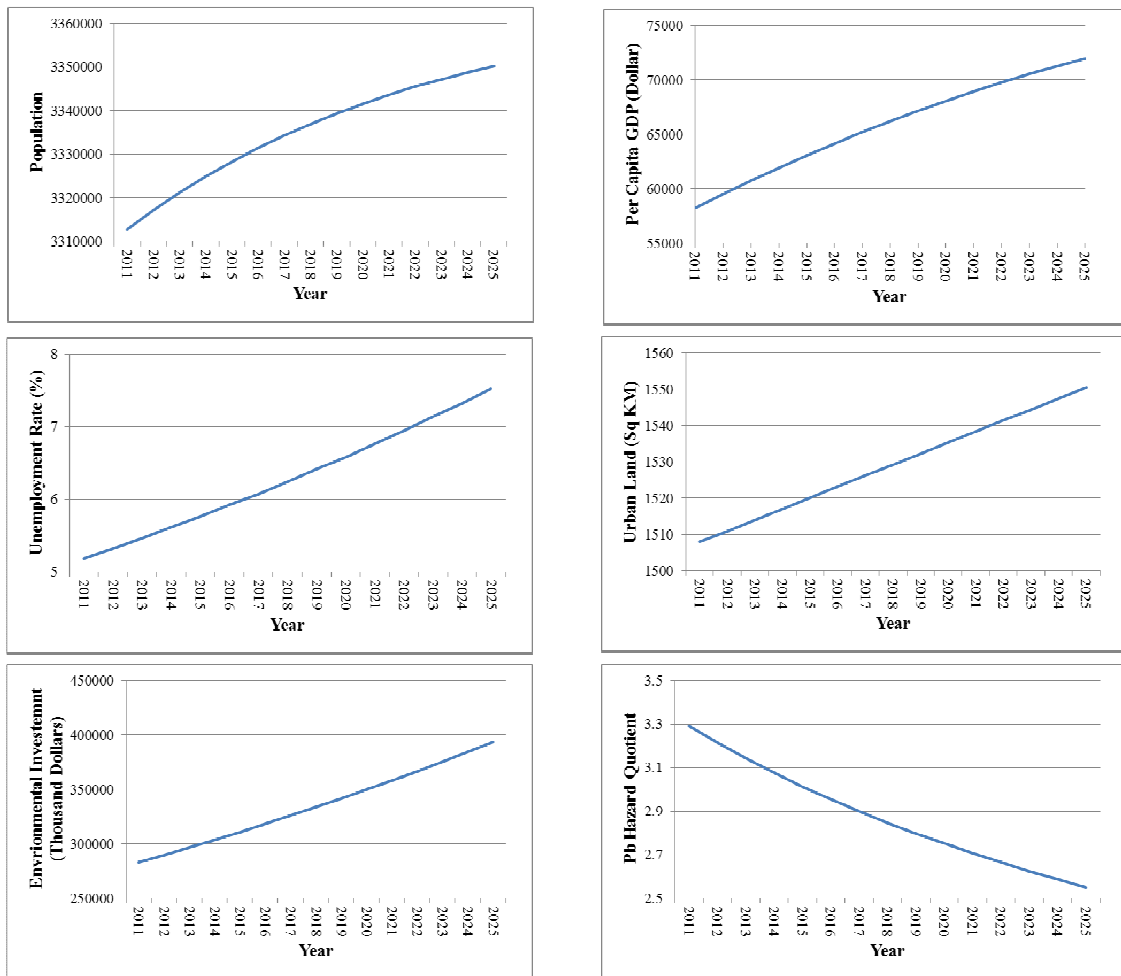 3360000
3350000
3340000
3330000
3320000
3310000
Population
2011 2012 2013 2014 2015 2016 2017 2018 2019 2020 2021 2022 2023 2024 2025
Year
75000
70000
65000
60000
55000
Per Capita GDP (Dollar)
2011 2012 2013 2014 2015 2016 2017 2018 2019 2020 2021 2022 2023 2024 2025
Year
8
7
6
5
Unemployment Rate (%)
2011 2012 2013 2014 2015 2016 2017 2018 2019 2020 2021 2022 2023 2024 2025
Year
1560
1550
1540
1530
1520
1510
1500
Urban Land (Sq KM)
2011 2012 2013 2014 2015 2016 2017 2018 2019 2020 2021 2022 2023 2024 2025
Year
450000
400000
350000
300000
250000
Envrionmental Investemnt
(Thousand Dollars)
2011 2012 2013 2014 2015 2016 2017 2018 2019 2020 2021 2022 2023 2024 2025
Year
3.5
3.3
3.1
2.9
2.7
2.5
Pb Hazard Quotient
2011 2012 2013 2014 2015 2016 2017 2018 2019 2020 2021 2022 2023 2024 2025
Year